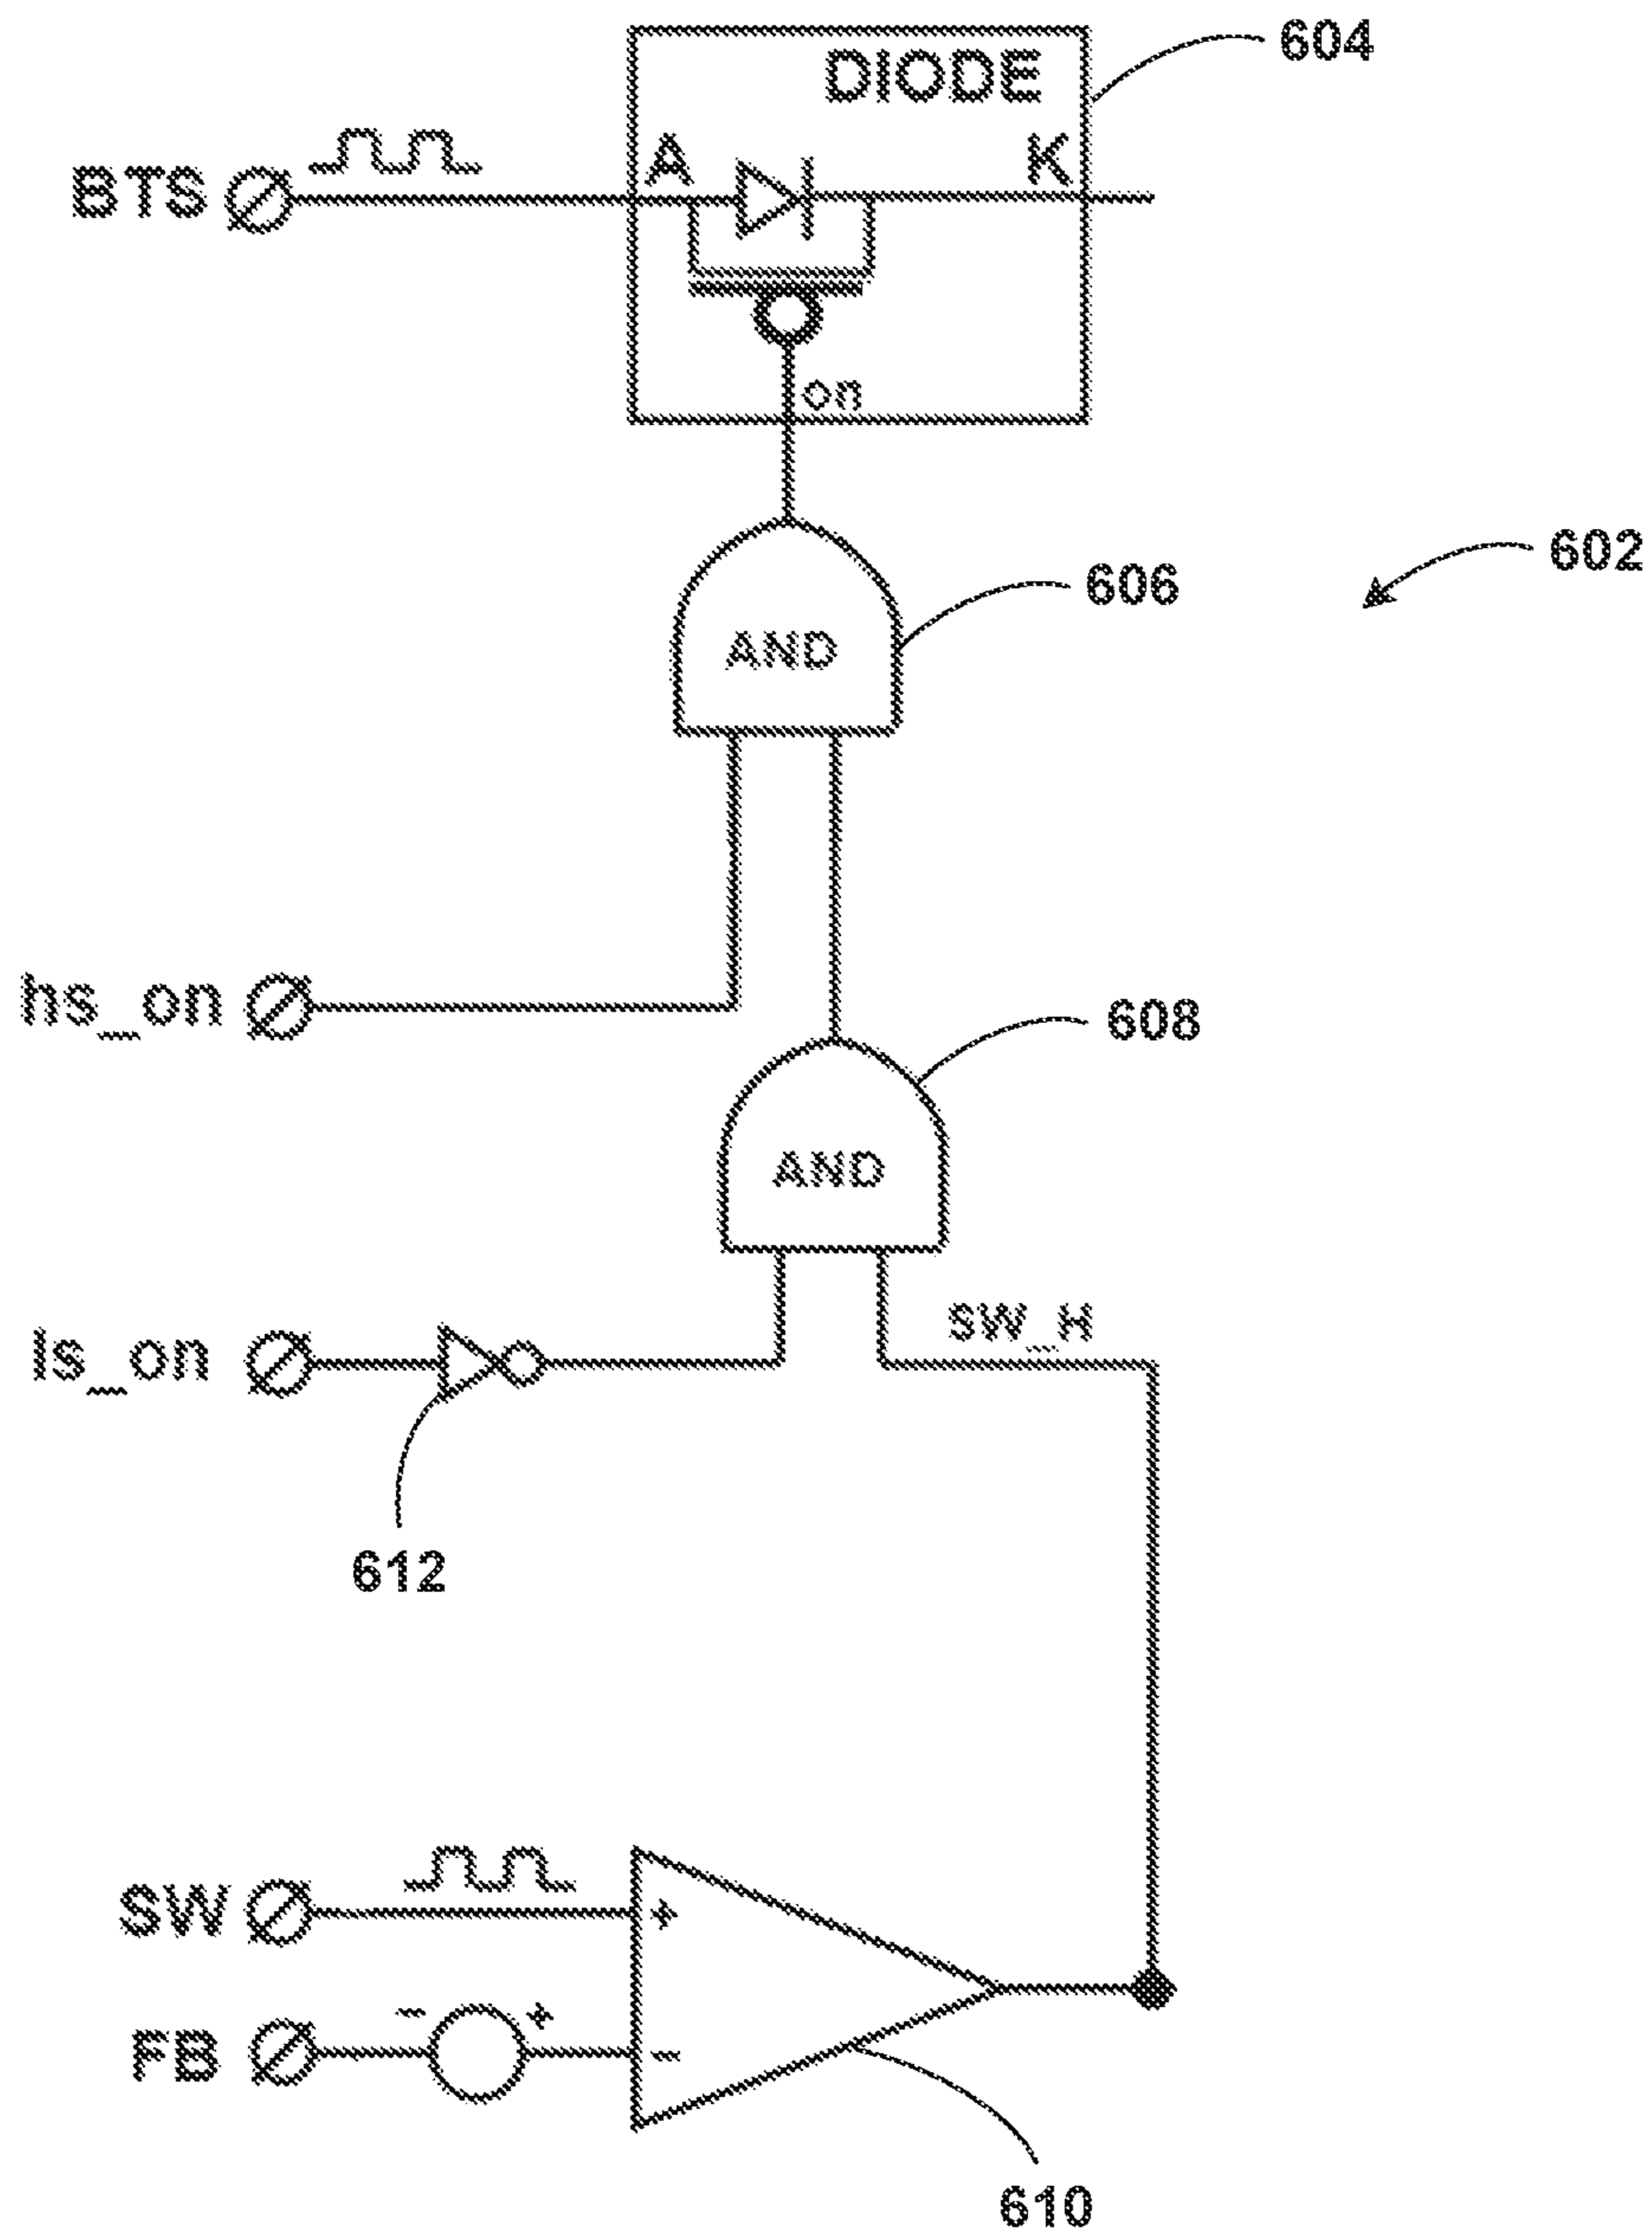 604
DIODE
A
K
BTS
on
602
606
AND
hs_on
608
AND
SW_H
ls_on
612
SW
+
- +
FB
-
610